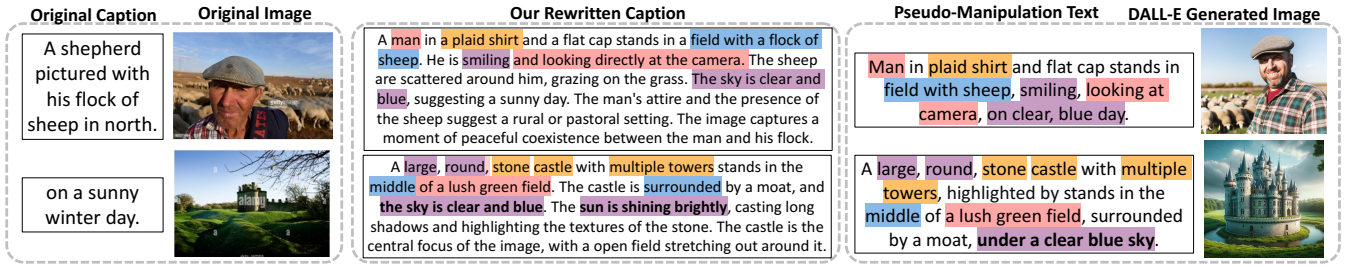 Original Caption
Original Image
Our Rewritten Caption
Pseudo-Manipulation Text
DALL-E Generated Image
A shepherd
pictured with
his flock of
sheep in north.
gettyimages
ATES
A man in a plaid shirt and a flat cap stands in a field with a flock of
sheep. He is smiling and looking directly at the camera. The sheep
are scattered around him, grazing on the grass. The sky is clear and
blue, suggesting a sunny day. The man's attire and the presence of
the sheep suggest a rural or pastoral setting. The image captures a
moment of peaceful coexistence between the man and his flock.
Man in plaid shirt and flat cap stands in
field with sheep, smiling, looking at
camera, on clear, blue day.
on a sunny
winter day.
alamy
a
a
a
A large, round, stone castle with multiple towers stands in the
middle of a lush green field. The castle is surrounded by a moat, and
the sky is clear and blue. The sun is shining brightly, casting long
shadows and highlighting the textures of the stone. The castle is the
central focus of the image, with a open field stretching out around it.
A large, round, stone castle with multiple
towers, highlighted by stands in the
middle of a lush green field, surrounded
by a moat, under a clear blue sky.